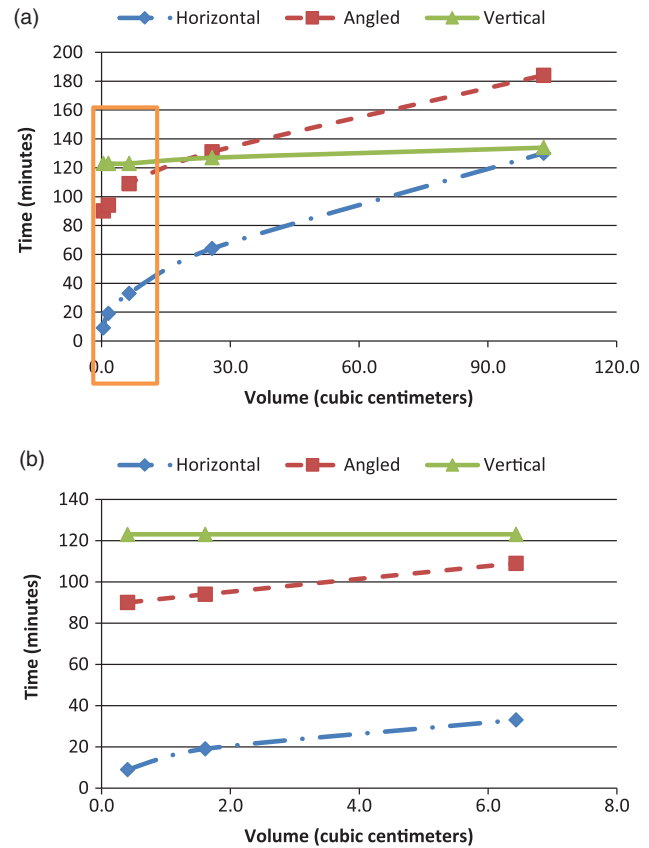 (a)
Horizontal Angled Vertical
200
180
160
140
120
100
80
60
40
20
0
Time (minutes)
0.0 30.0 60.0 90.0 120.0
Volume (cubic centimeters)
(b)
Horizontal Angled Vertical
140
120
100
80
60
40
20
0
Time (minutes)
0.0 2.0 4.0 6.0 8.0
Volume (cubic centimeters)